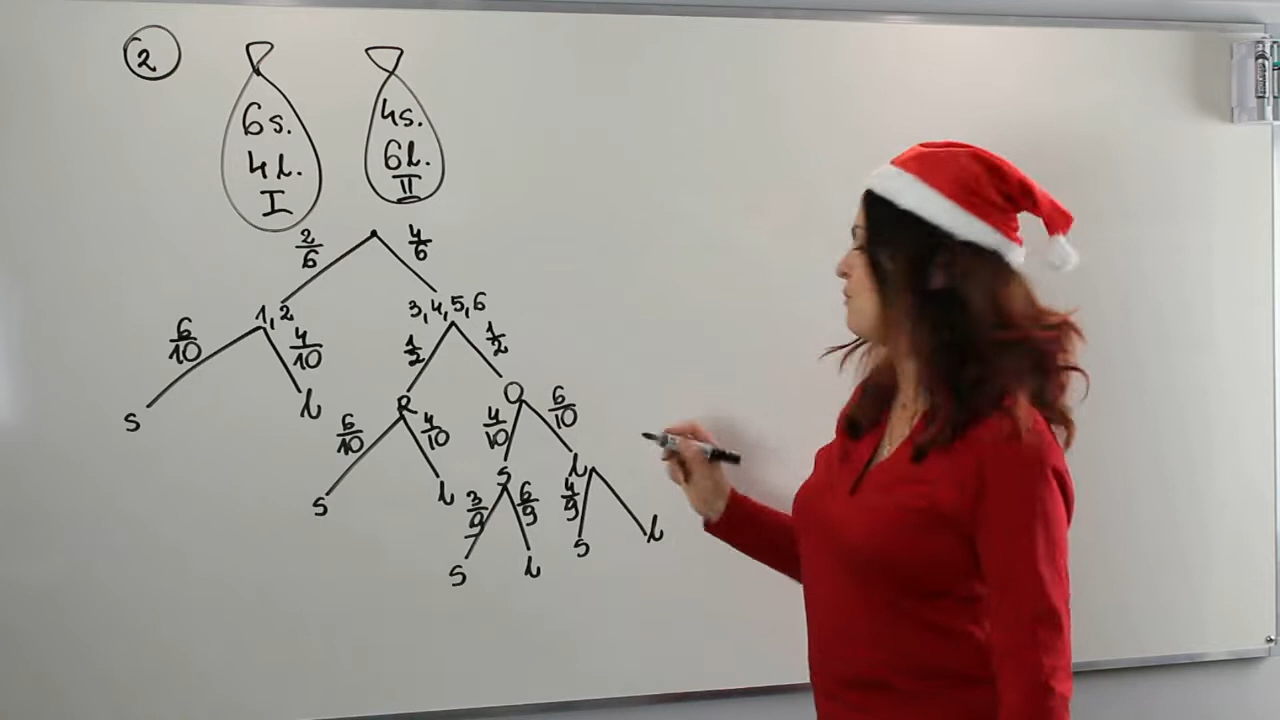 2
6s.
4l.
I
4s.
6l.
II
2/6 4/6
1,2 3,4,5,6
6/10 4/10 1/2 1/2
s l R O
6/10 4/10 4/10 6/10
s l s l
3/9 6/9 4/9
s l s l